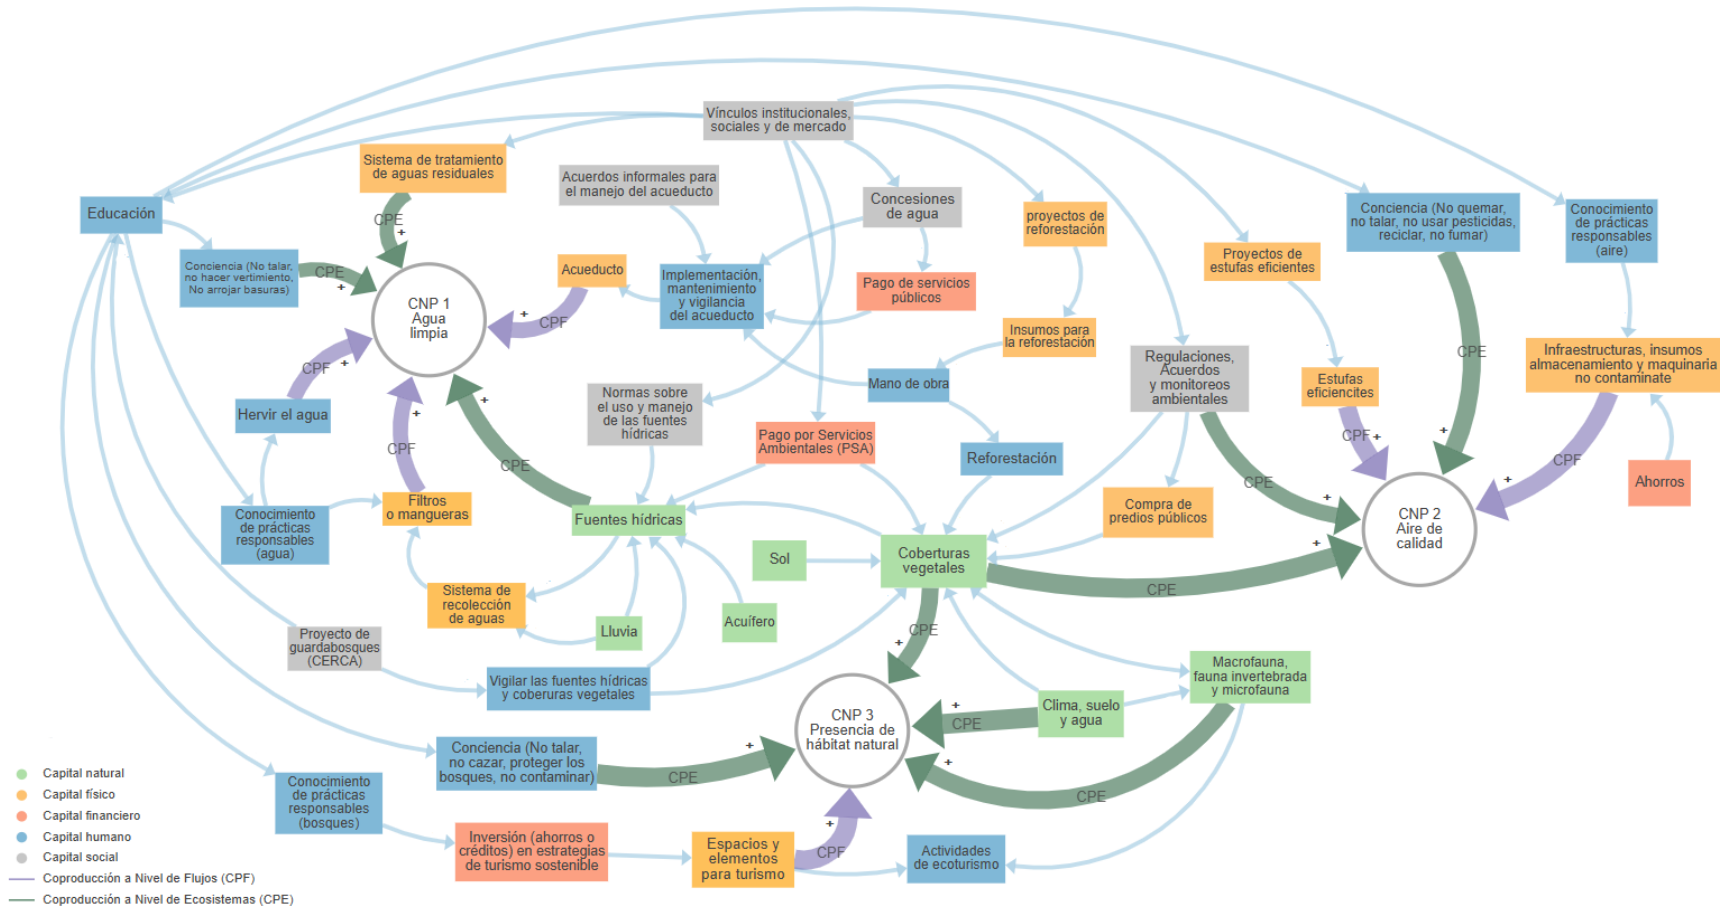 Vínculos institucionales,
sociales y de mercado
Sistema de tratamiento
de aguas residuales
Acuerdos informales para
el manejo del acueducto
Concesiones
de agua
proyectos de
reforestación
Educación
Conciencia (No quemar,
no talar, no usar pesticidas,
reciclar, no fumar)
Conocimiento
de prácticas
responsables
(aire)
CPE
+
Conciencia (No talar,
no hacer vertimiento,
No arrojar basuras)
CPE
+
Acueducto
Implementación,
mantenimiento
y vigilancia
del acueducto
Pago de servicios
públicos
Proyectos de
estufas eficientes
CNP 1
Agua
limpia
+
CPF
Insumos para
la reforestación
Regulaciones,
Acuerdos
y monitoreos
ambientales
CPE
+
Infraestructuras, insumos
almacenamiento y maquinaria
no contaminate
CPF
+
Estufas
eficiencites
Mano de obra
Normas sobre
el uso y manejo
de las fuentes
hídricas
Hervir el agua
+
CPF
+
CPE
Pago por Servicios
Ambientales (PSA)
Reforestación
CPF
+
CPE
+
CPF
+
Ahorros
Filtros
o mangueras
Fuentes hídricas
Compra de
predios públicos
CNP 2
Aire de
calidad
Conocimiento
de prácticas
responsables
(agua)
Sol
Coberturas
vegetales
+
CPE
Sistema de
recolección
de aguas
Lluvia
Acuífero
CPE
+
Proyecto de
guardabosques
(CERCA)
Vigilar las fuentes hídricas
y coberuras vegetales
Macrofauna,
fauna invertebrada
y microfauna
CNP 3
Presencia de
hábitat natural
+
CPE
Clima, suelo
y agua
Conciencia (No talar,
no cazar, proteger los
bosques, no contaminar)
CPE
+
+
CPE
Conocimiento
de prácticas
responsables
(bosques)
Inversión (ahorros o
créditos) en estrategias
de turismo sostenible
Espacios y
elementos
para turismo
+
CPF
Actividades
de ecoturismo
Capital natural
Capital físico
Capital financiero
Capital humano
Capital social
Coproducción a Nivel de Flujos (CPF)
Coproducción a Nivel de Ecosistemas (CPE)